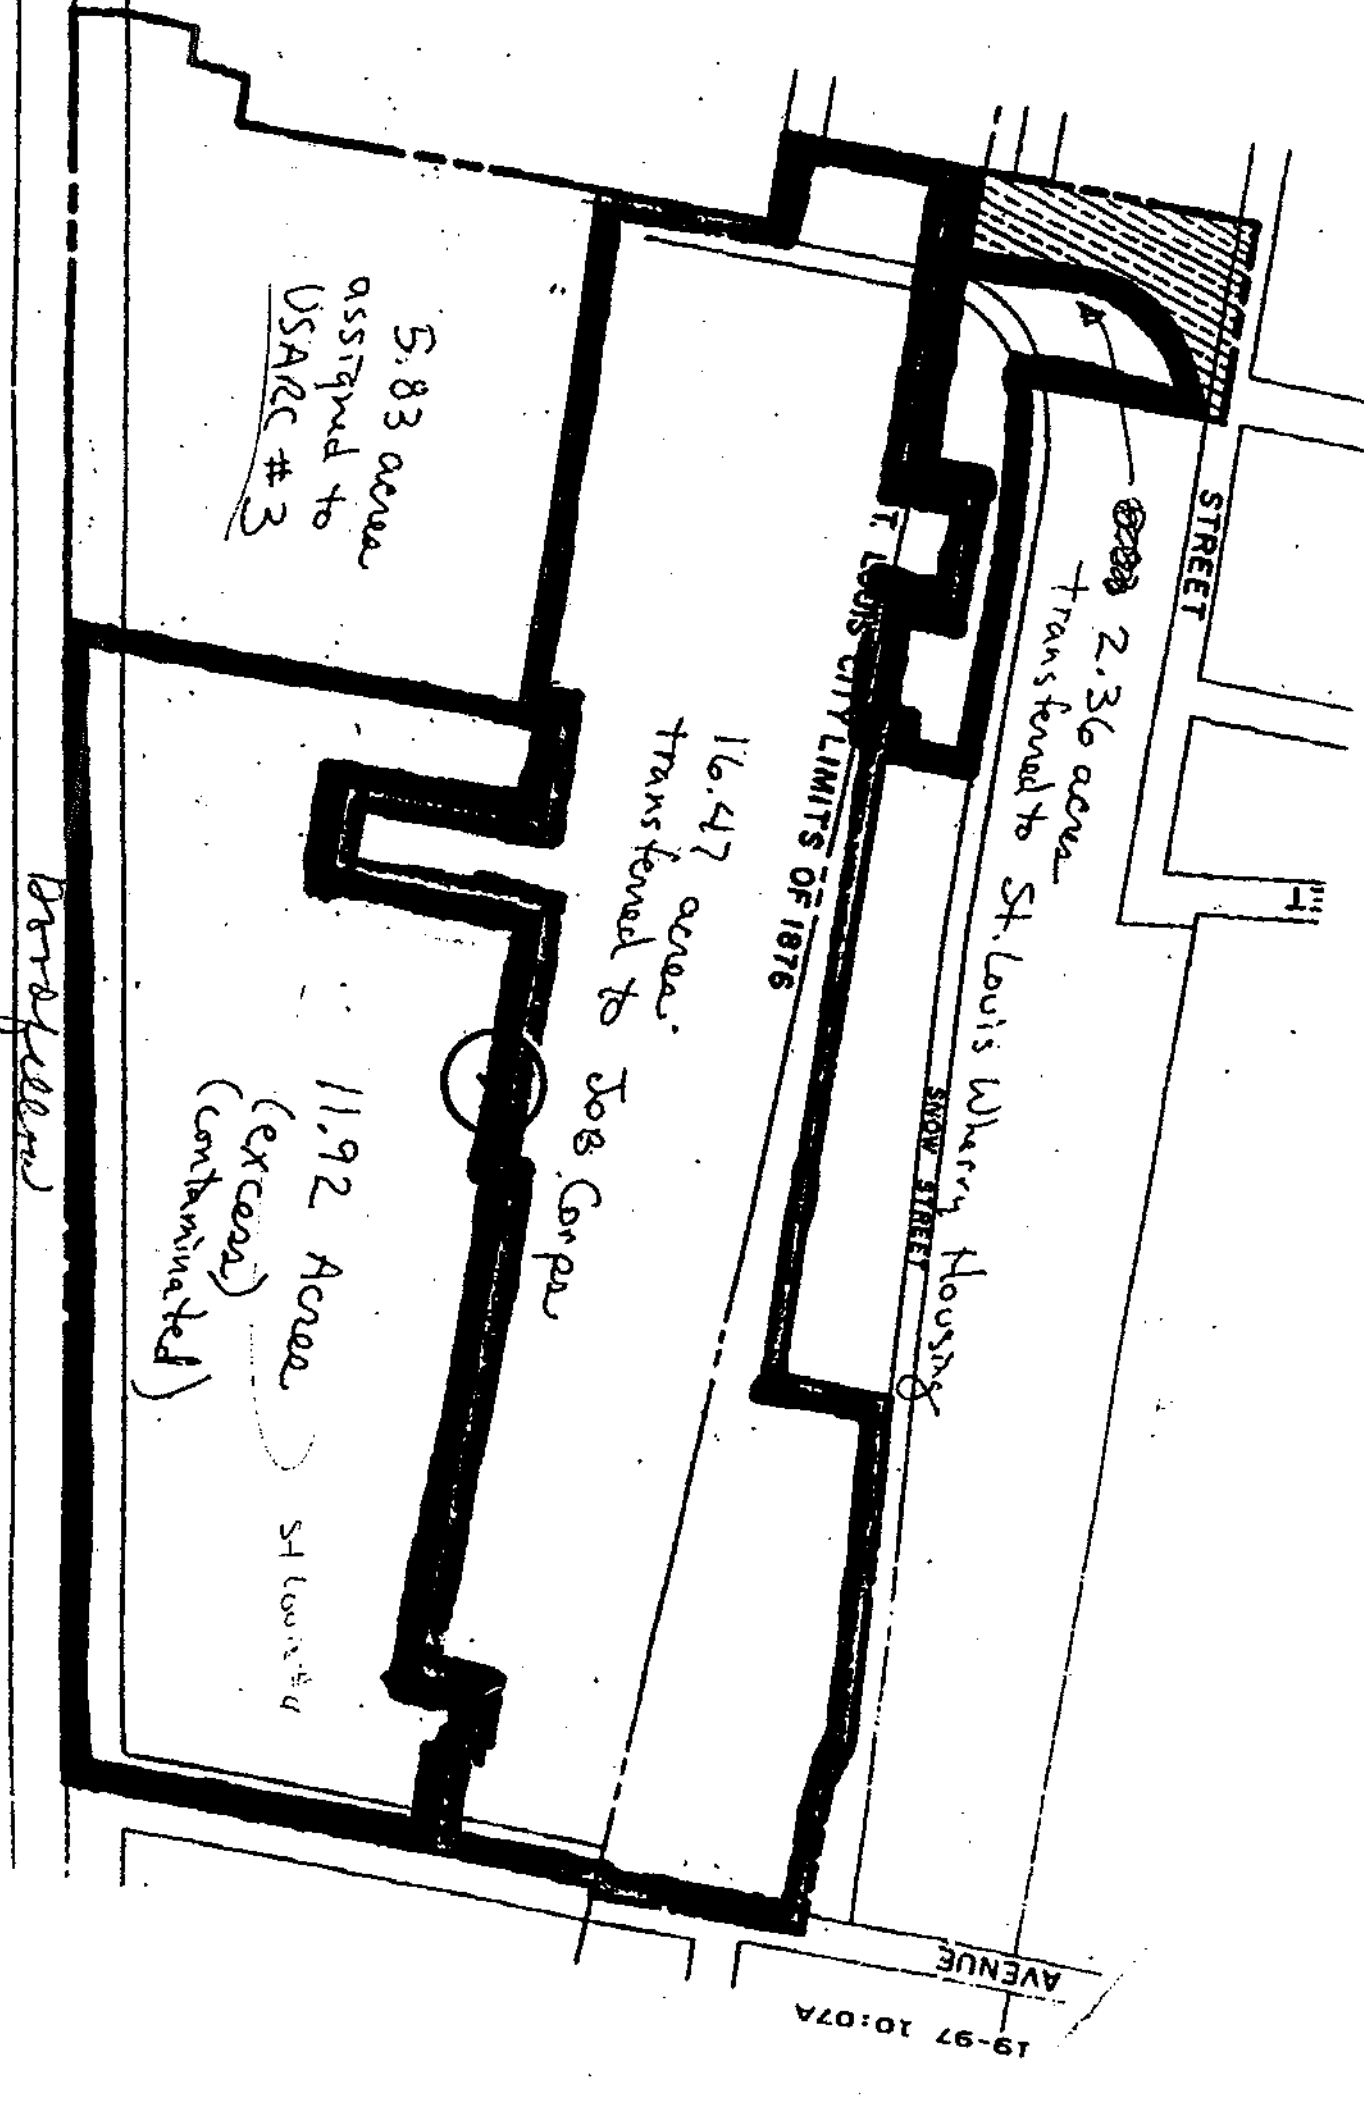 STREET
2.36 acres
transferred to St. Louis Wherry Housing
SNOW STREET
T. LOUIS CITY LIMITS OF 1876
16.47 acres
transferred to Job Corps
5.83 acres
assigned to
USARC #3
11.92 Acres
(excess)
(contaminated)
AVENUE
19-97 10:07A